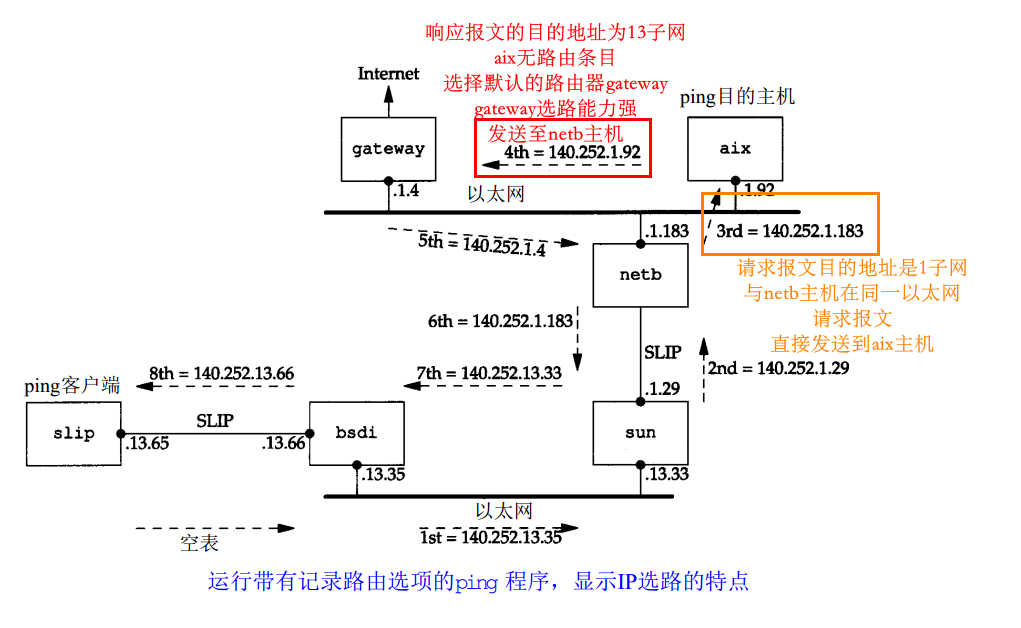 响应报文的目的地址为13子网
aix无路由条目
选择默认的路由器gateway
gateway选路能力强
发送至netb主机
4th = 140.252.1.92
Internet
gateway
.1.4
ping目的主机
aix
.1.92
以太网
5th = 140.252.1.4
.1.183
3rd = 140.252.1.183
netb
请求报文目的地址是1子网
与netb主机在同一以太网
请求报文
直接发送到aix主机
6th = 140.252.1.183
SLIP
2nd = 140.252.1.29
8th = 140.252.13.66
7th = 140.252.13.33
.1.29
ping客户端
slip
SLIP
.13.65
.13.66
bsdi
sun
.13.35
.13.33
以太网
空表
1st = 140.252.13.35
运行带有记录路由选项的ping 程序，显示IP选路的特点